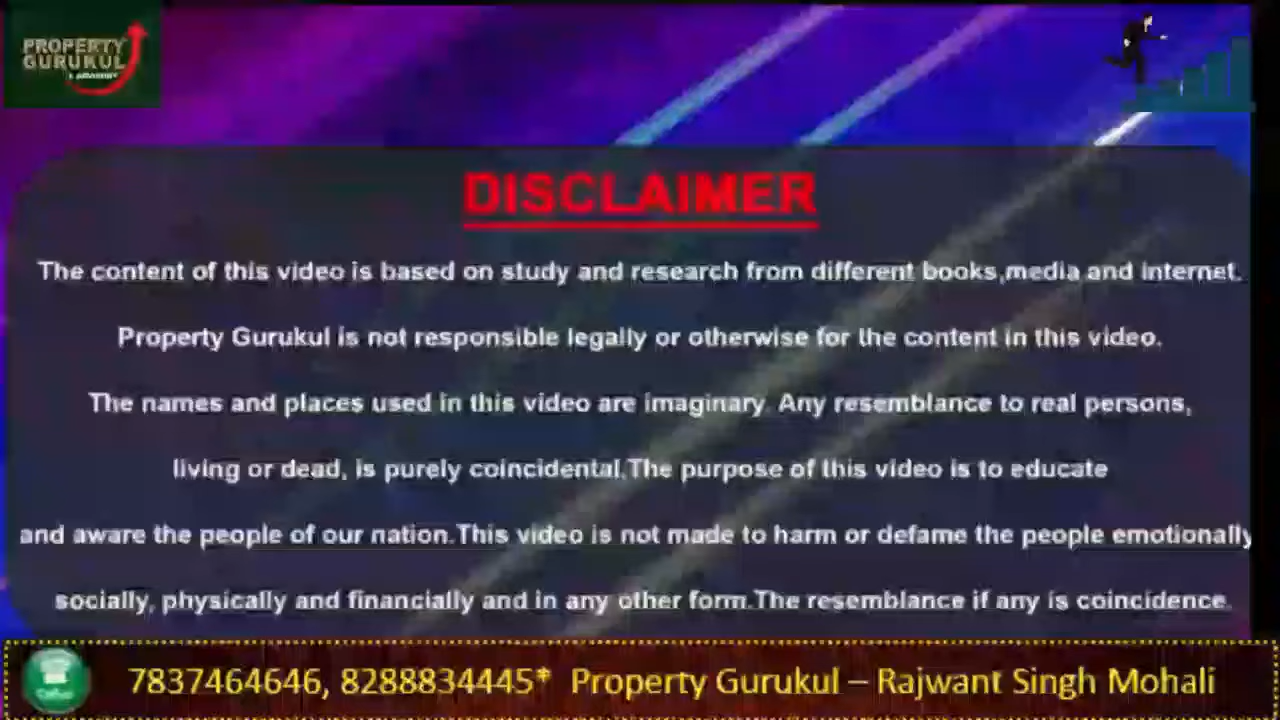 PROPERTY
GURUKUL
DISCLAIMER
The content of this video is based on study and research from different books,media and internet.
Property Gurukul is not responsible legally or otherwise for the content in this video.
The names and places used in this video are imaginary. Any resemblance to real persons,
living or dead, is purely coincidental.The purpose of this video is to educate
and aware the people of our nation.This video is not made to harm or defame the people emotionally
socially, physically and financially and in any other form.The resemblance if any is coincidence.
7837464646, 8288834445* Property Gurukul – Rajwant Singh Mohali